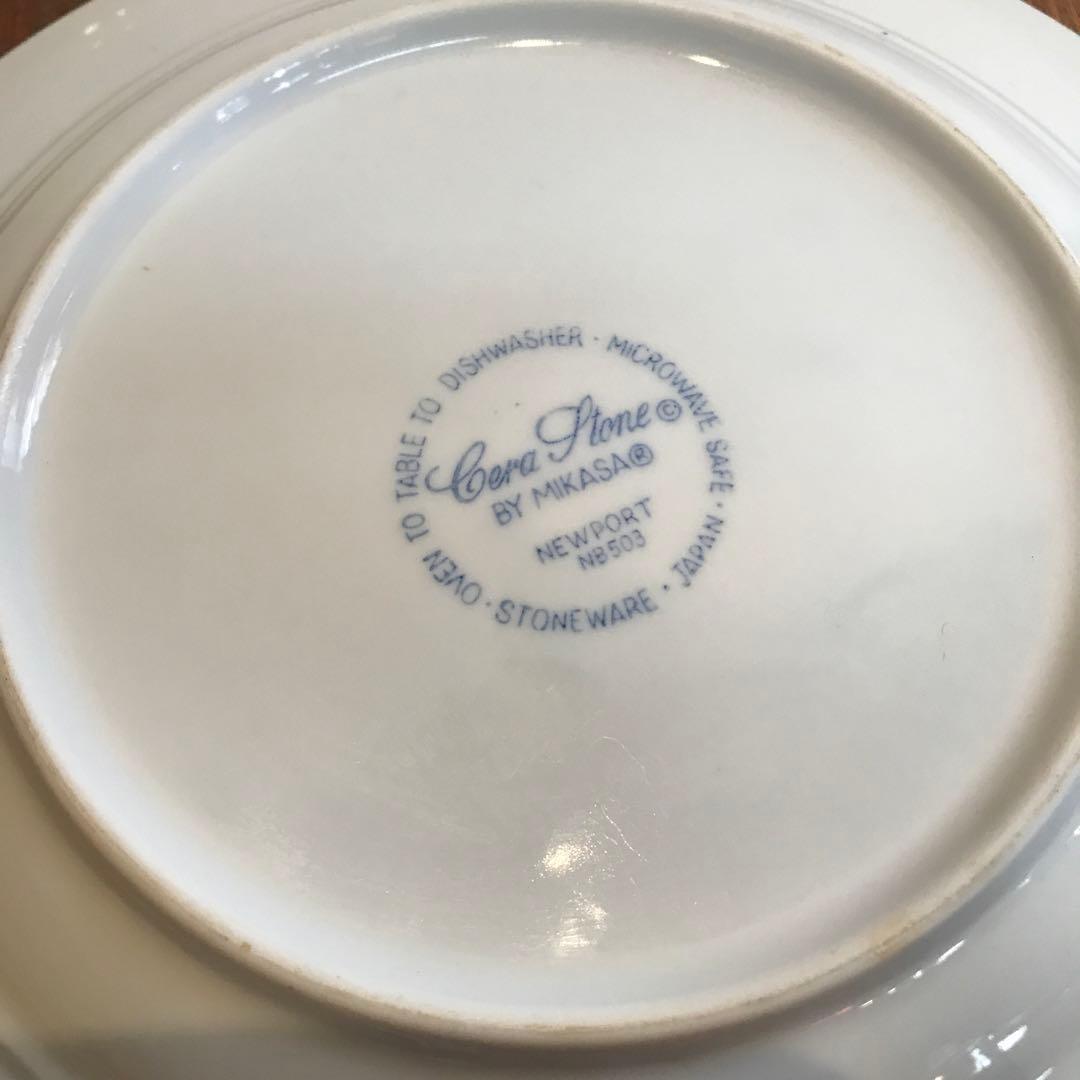 OVEN TO TABLE TO DISHWASHER · MICROWAVE SAFE · JAPAN · STONEWARE ·
Cera Stone ©
BY MIKASA®
NEWPORT
NB503